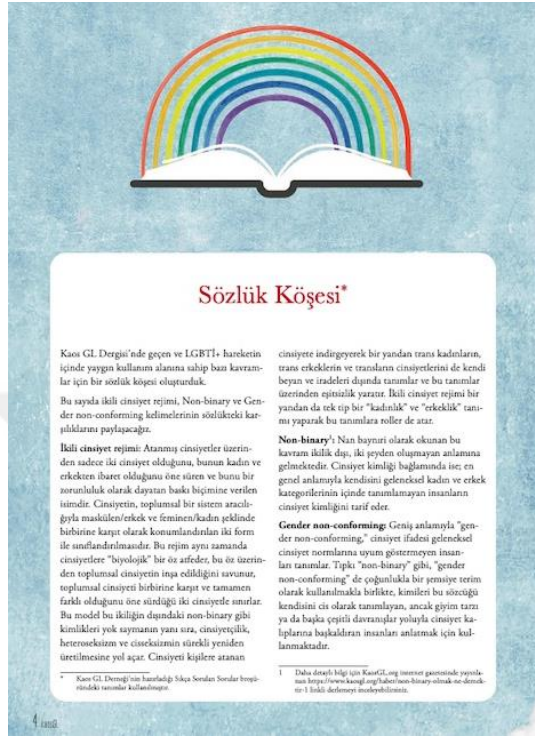 Sözlük Köşesi*
Kaos GL Dergisi'nde geçen ve LGBTİ+ hareketin
içinde yaygın kullanım alanına sahip bazı kavram-
lar için bir sözlük köşesi oluşturduk.
Bu sayıda ikili cinsiyet rejimi, Non-binary ve Gen-
der non-conforming kelimelerinin sözlükteki kar-
şılıklarını paylaşacağız.
İkili cinsiyet rejimi: Atanmış cinsiyetler üzerin-
den sadece iki cinsiyet olduğunu, bunun kadın ve
erkekten ibaret olduğunu öne süren ve bunu bir
zorunluluk olarak dayatan baskı biçimine verilen
isimdir. Cinsiyetin, toplumsal bir sistem aracılı-
ğıyla maskülen/erkek ve feminen/kadın şeklinde
birbirine karşıt olarak konumlandırılan iki form
ile sınıflandırılmasıdır. Bu rejim aynı zamanda
cinsiyetlere "biyolojik" bir öz atfeder, bu öz üzerin-
den toplumsal cinsiyetin inşa edildiğini savunur,
toplumsal cinsiyeti birbirine karşıt ve tamamen
farklı olduğunu öne sürdüğü iki cinsiyetle sınırlar.
Bu model bu ikiliğin dışındaki non-binary gibi
kimlikleri yok saymanın yanı sıra, cinsiyetçilik,
heteroseksizm ve cisseksizmin sürekli yeniden
üretilmesine yol açar. Cinsiyeti kişilere atanan
* Kaos GL Derneği'nin hazırladığı Sıkça Sorulan Sorular broşü-
ründeki tanımlar kullanılmıştır.
cinsiyete indirgeyerek bir yandan trans kadınların,
trans erkeklerin ve transların cinsiyetlerini de kendi
beyan ve iradeleri dışında tanımlar ve bu tanımlar
üzerinden eşitsizlik yaratır. İkili cinsiyet rejimi bir
yandan da tek tip bir "kadınlık" ve "erkeklik" tanı-
mı yaparak bu tanımlara roller de atar.
Non-binary¹: Nan baynıri olarak okunan bu
kavram ikilik dışı, iki şeyden oluşmayan anlamına
gelmektedir. Cinsiyet kimliği bağlamında ise; en
genel anlamıyla kendisini geleneksel kadın ve erkek
kategorilerinin içinde tanımlamayan insanların
cinsiyet kimliğini tarif eder.
Gender non-conforming: Geniş anlamıyla "gen-
der non-conforming," cinsiyet ifadesi geleneksel
cinsiyet normlarına uyum göstermeyen insan-
ları tanımlar. Tıpkı "non-binary" gibi, "gender
non-conforming" de çoğunlukla bir şemsiye terim
olarak kullanılmakla birlikte, kimileri bu sözcüğü
kendisini cis olarak tanımlayan, ancak giyim tarzı
ya da başka çeşitli davranışlar yoluyla cinsiyet ka-
lıplarına başkaldıran insanları anlatmak için kul-
lanmaktadır.
1 Daha detaylı bilgi için KaosGL.org internet gazetesinde yayınla-
nan https://www.kaosgl.org/haber/non-binary-olmak-ne-demek-
tir-1 linkli derlemeyi inceleyebilirsiniz.
4 KAOSGL